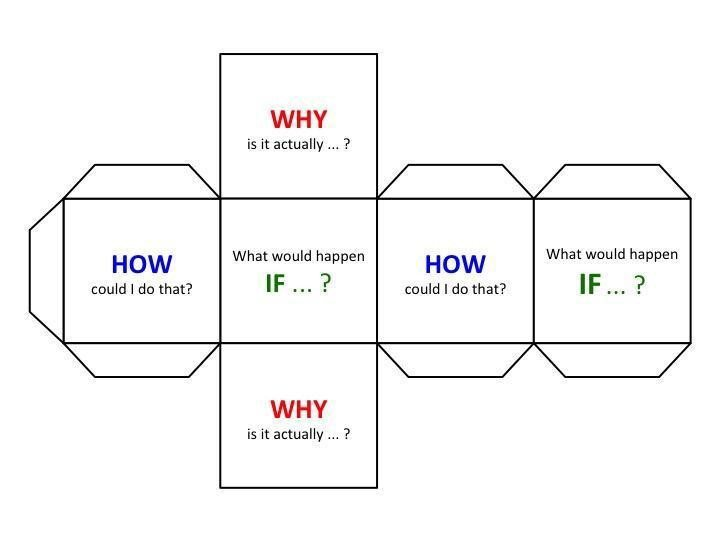 WHY
is it actually ... ?
HOW
could I do that?
What would happen
IF ... ?
HOW
could I do that?
What would happen
IF ... ?
WHY
is it actually ... ?